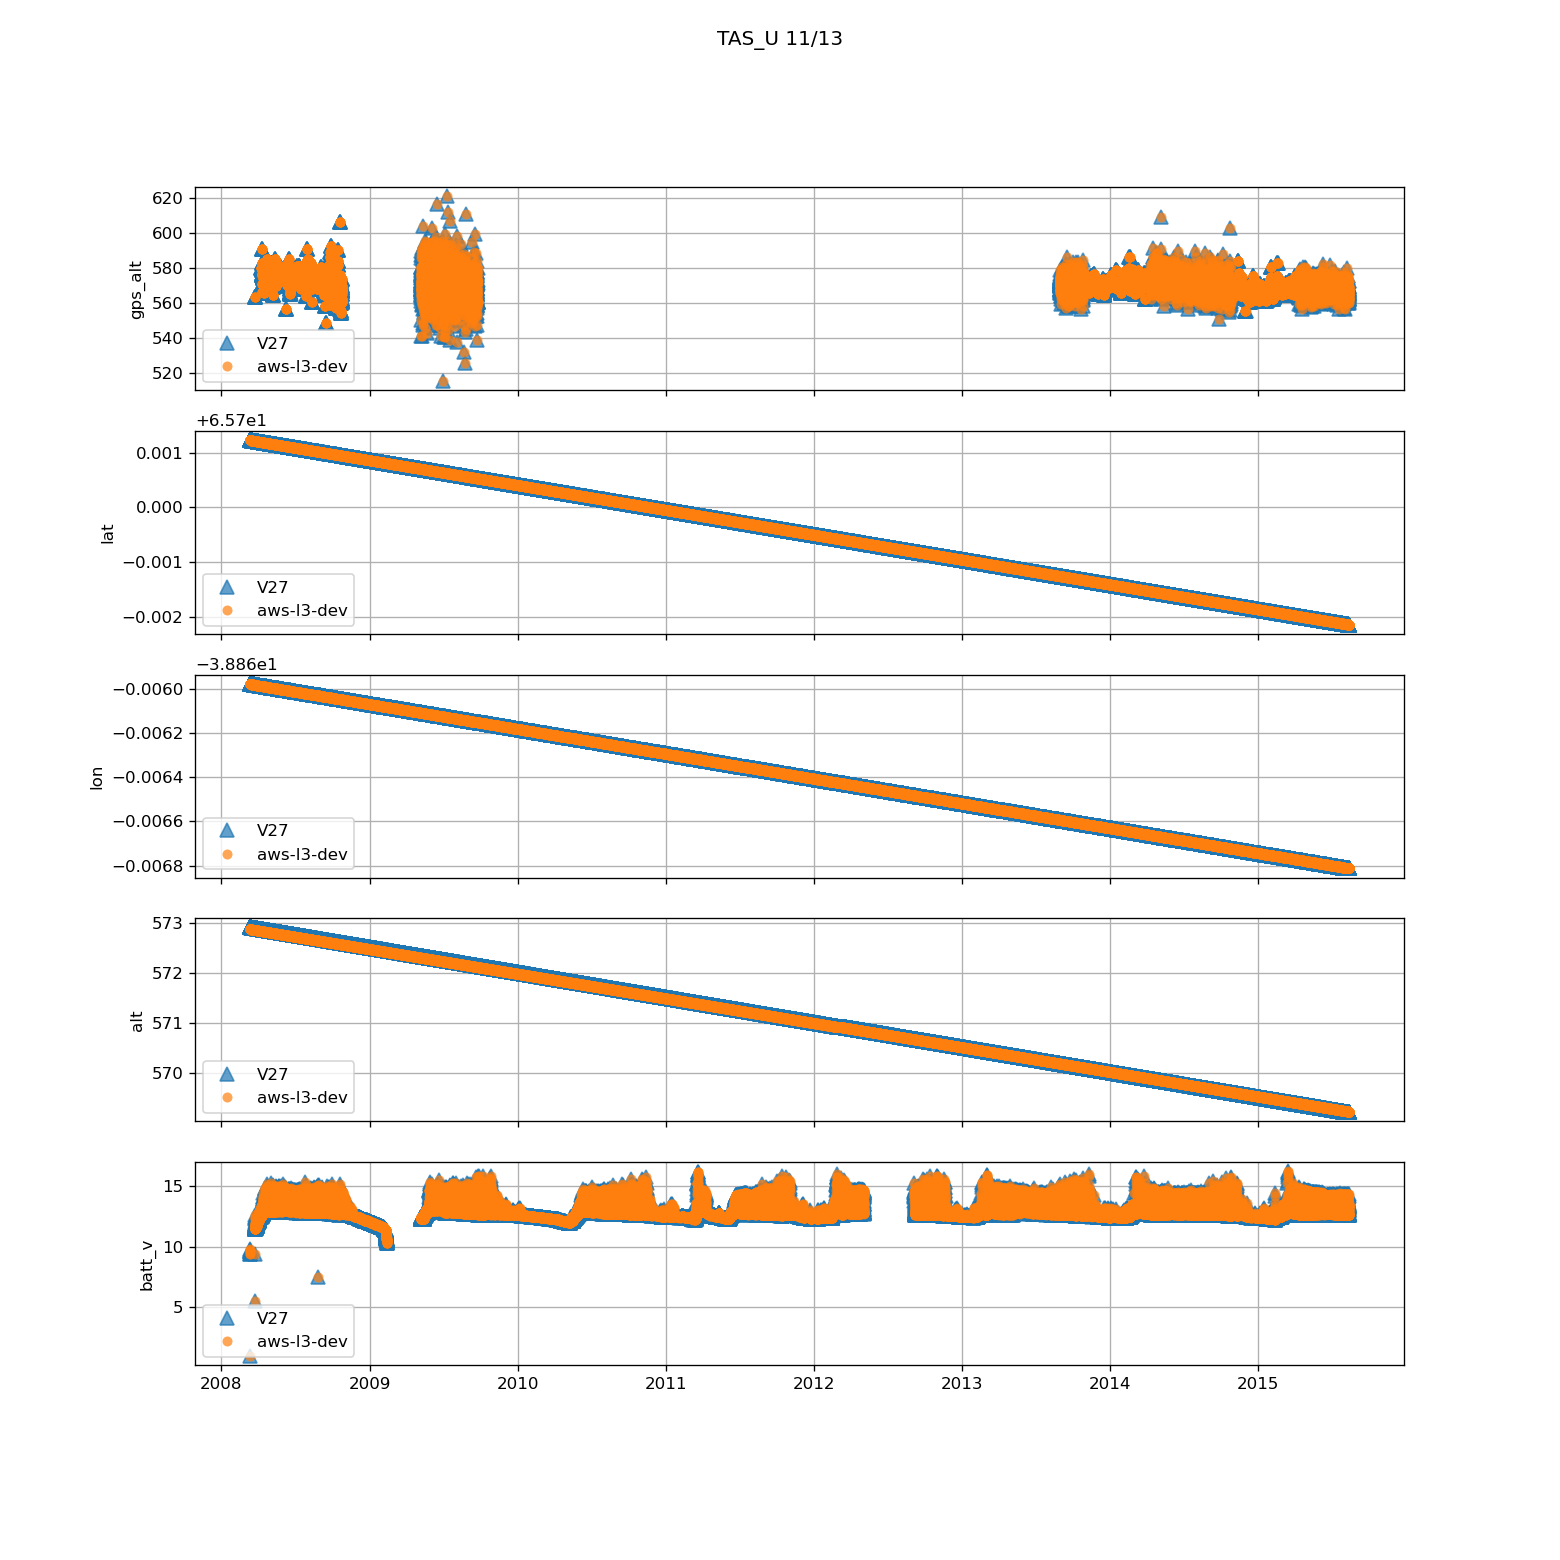 TAS_U 11/13
620
600
580
560
540
520
gps_alt
V27
aws-l3-dev
+6.57e1
0.001
0.000
−0.001
−0.002
lat
V27
aws-l3-dev
−3.886e1
−0.0060
−0.0062
−0.0064
−0.0066
−0.0068
lon
V27
aws-l3-dev
573
572
571
570
alt
V27
aws-l3-dev
15
10
5
batt_v
V27
aws-l3-dev
2008 2009 2010 2011 2012 2013 2014 2015